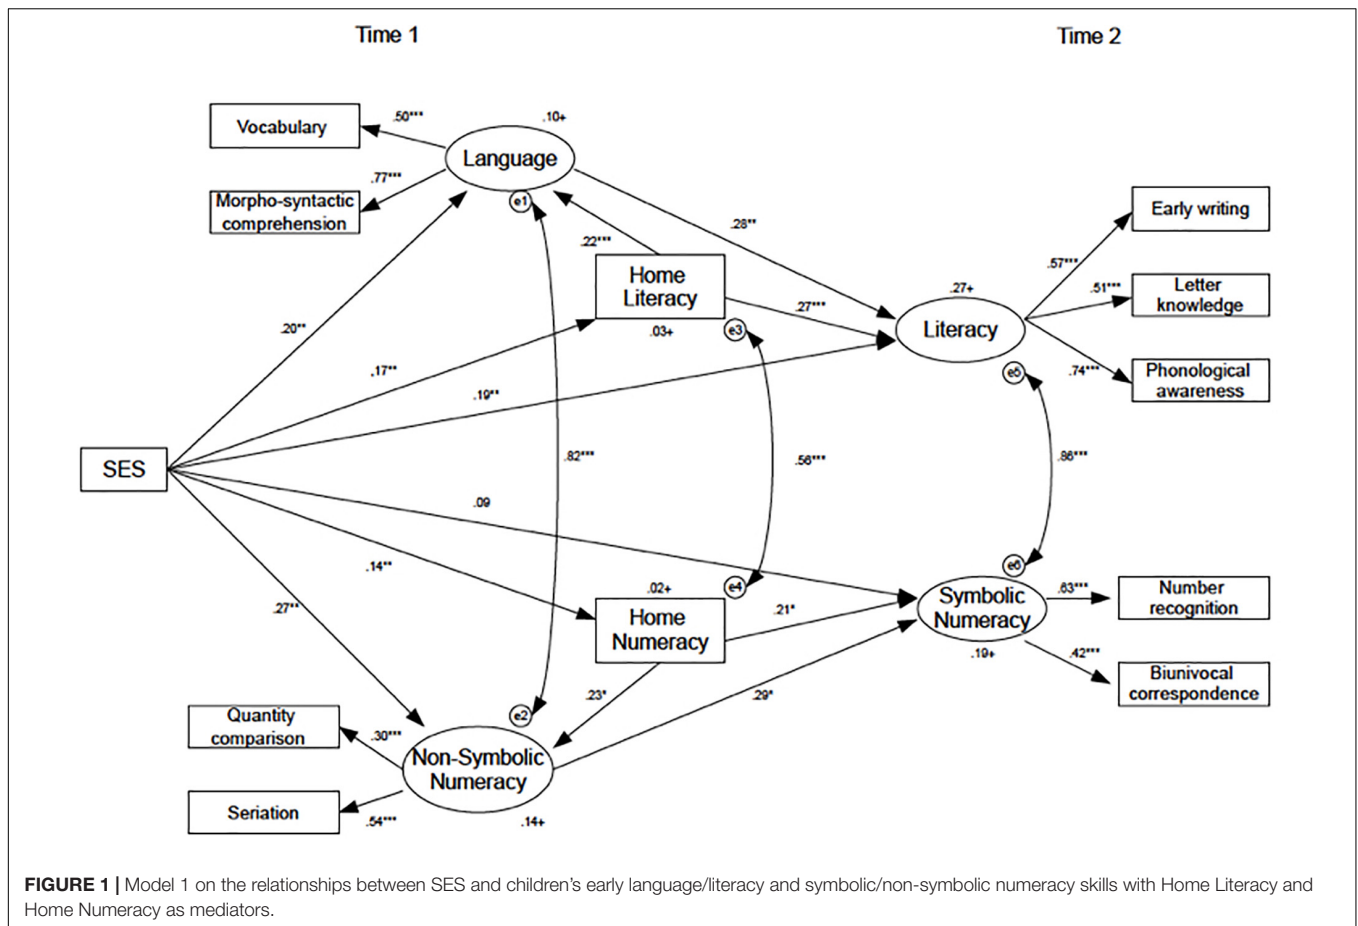 Time 1
Time 2
Vocabulary
.50***
.10+
Language
.77***
Morpho-syntactic
comprehension
e1
Early writing
.28**
.22***
Home
Literacy
.57***
.27+
.51***
Letter
knowledge
.27***
.20**
.03+
e3
Literacy
.17**
.19**
e5
.74***
Phonological
awareness
SES
.82***
.56***
.86***
.09
.14**
.27**
.02+
e4
e6
.21*
Home
Numeracy
Symbolic
Numeracy
.63***
Number
recognition
.19+
.42***
Biunivocal
correspondence
.23*
.29*
Quantity
comparison
.30***
e2
Non-Symbolic
Numeracy
Seriation
.54***
.14+
FIGURE 1 | Model 1 on the relationships between SES and children's early language/literacy and symbolic/non-symbolic numeracy skills with Home Literacy and
Home Numeracy as mediators.